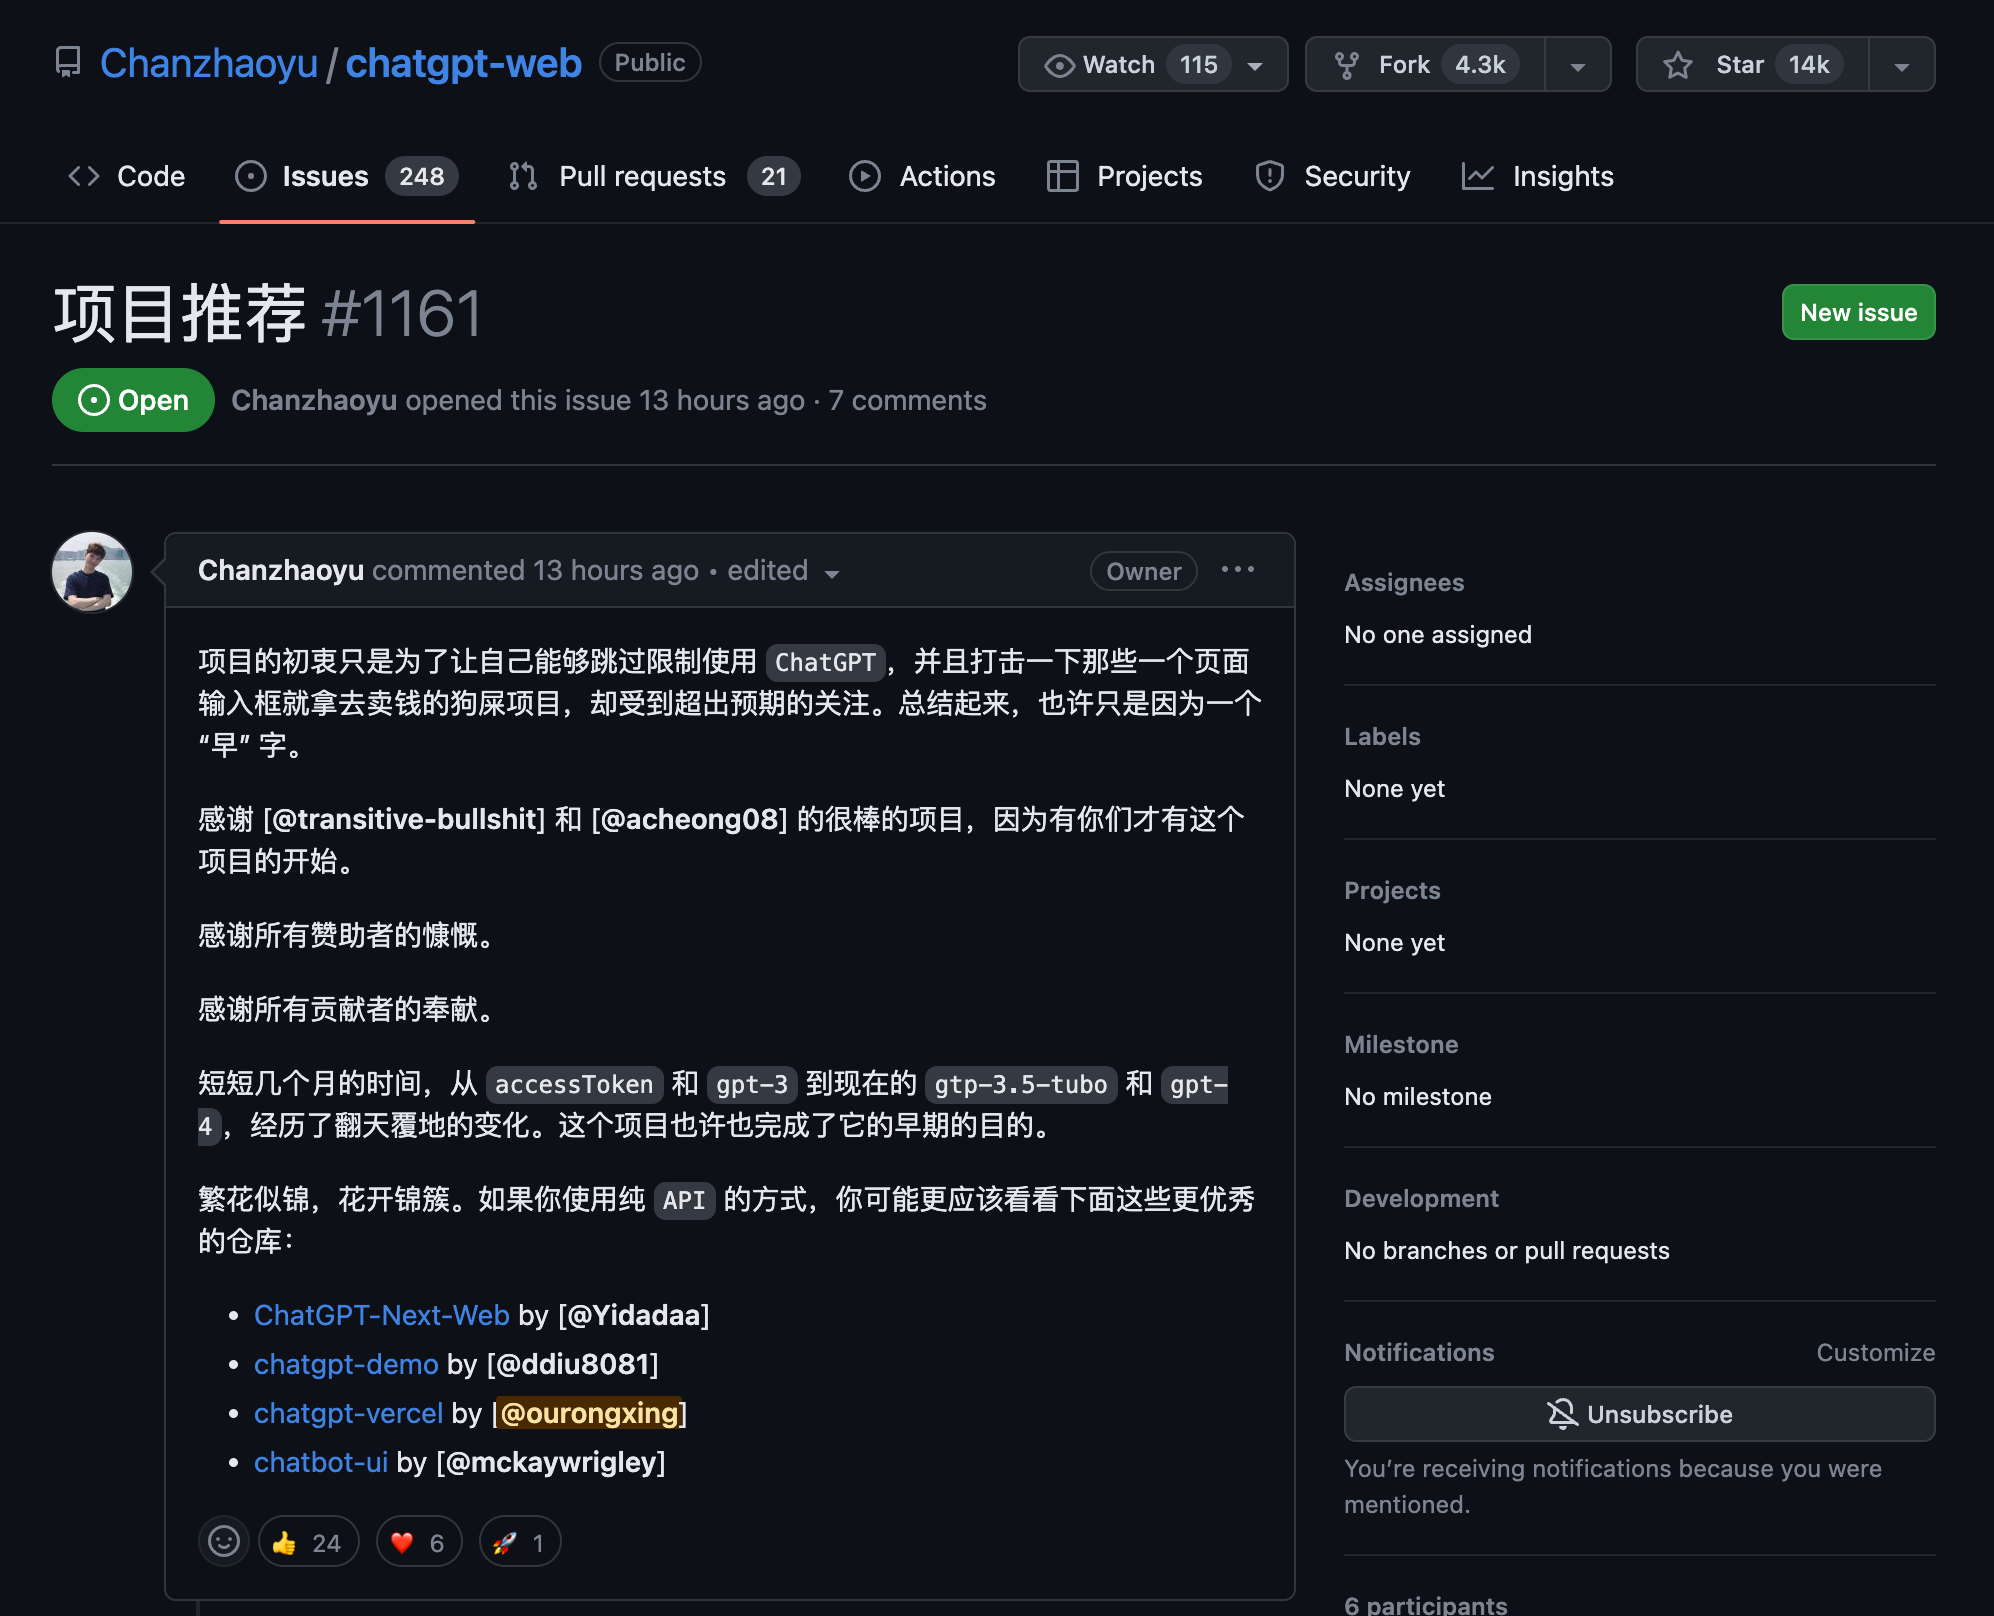 Chanzhaoyu / chatgpt-web Public Watch 115 Fork 4.3k Star 14k
Code Issues 248 Pull requests 21 Actions Projects Security Insights
项目推荐 #1161 New issue
Open Chanzhaoyu opened this issue 13 hours ago · 7 comments
Chanzhaoyu commented 13 hours ago • edited Owner
项目的初衷只是为了让自己能够跳过限制使用 ChatGPT，并且打击一下那些一个页面
输入框就拿去卖钱的狗屎项目，却受到超出预期的关注。总结起来，也许只是因为一个
“早” 字。
感谢 [@transitive-bullshit] 和 [@acheong08] 的很棒的项目，因为有你们才有这个
项目的开始。
感谢所有赞助者的慷慨。
感谢所有贡献者的奉献。
短短几个月的时间，从 accessToken 和 gpt-3 到现在的 gtp-3.5-tubo 和 gpt-
4，经历了翻天覆地的变化。这个项目也许也完成了它的早期的目的。
繁花似锦，花开锦簇。如果你使用纯 API 的方式，你可能更应该看看下面这些更优秀
的仓库：
• ChatGPT-Next-Web by [@Yidadaa]
• chatgpt-demo by [@ddiu8081]
• chatgpt-vercel by [@ourongxing]
• chatbot-ui by [@mckaywrigley]
👍 24 ❤️ 6 🚀 1
Assignees
No one assigned
Labels
None yet
Projects
None yet
Milestone
No milestone
Development
No branches or pull requests
Notifications Customize
Unsubscribe
You’re receiving notifications because you were
mentioned.
6 participants